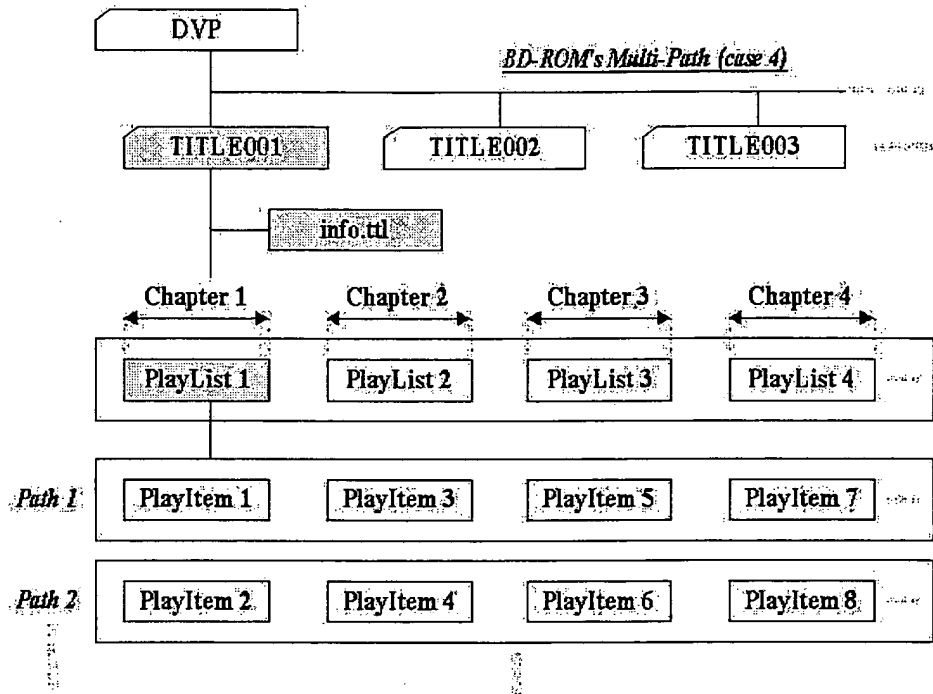 DVP
BD-ROM's Multi-Path (case 4)
TITLE001 TITLE002 TITLE003
info.ttl
Chapter 1 Chapter 2 Chapter 3 Chapter 4
PlayList 1 PlayList 2 PlayList 3 PlayList 4
Path 1 PlayItem 1 PlayItem 3 PlayItem 5 PlayItem 7
Path 2 PlayItem 2 PlayItem 4 PlayItem 6 PlayItem 8